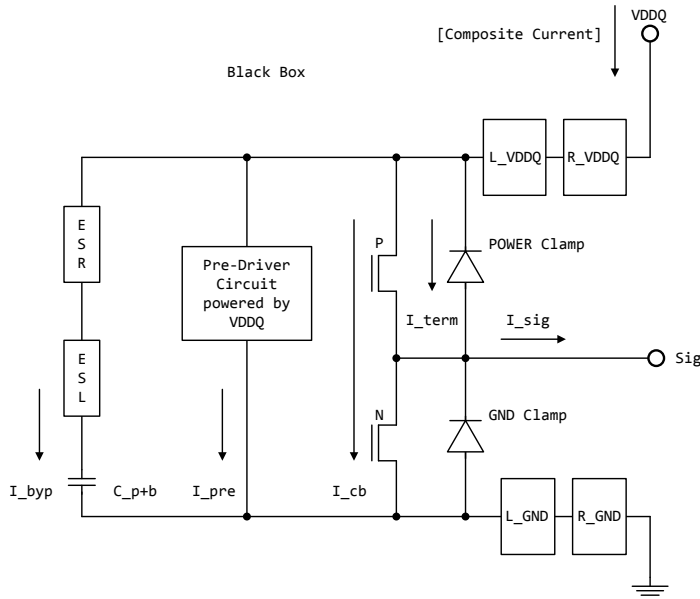 VDDQ
[Composite Current]
Black Box
L_VDDQ
R_VDDQ
E
S
R
Pre-Driver
Circuit
powered by
VDDQ
P
POWER Clamp
I_term
I_sig
Sig
E
S
L
N
GND Clamp
I_byp
C_p+b
I_pre
I_cb
L_GND
R_GND